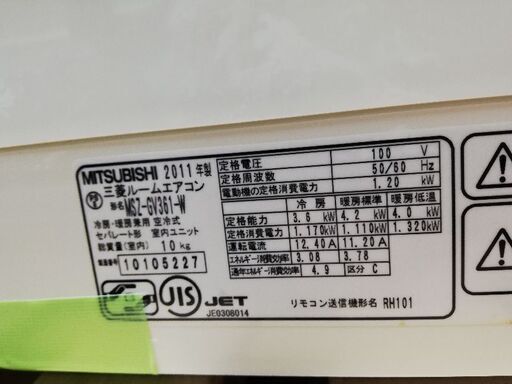 MITSUBISHI 2011年製
三菱ルームエアコン
形名 MSZ-GV361-W
冷房・暖房兼用 空冷式
セパレート形 室内ユニット
総質量(室内) 10kg
製造番号 10105227
JIS JET
JE0308014
定格電圧 100 V
定格周波数 50/60 Hz
電動機の定格消費電力 1.20 kW
冷房 暖房標準 暖房低温
定格能力 3.6 kW 4.2 kW 4.0 kW
定格消費電力 1.170kW 1.110kW 1.320kW
運転電流 12.40A 11.20A
エネルギー消費効率 3.08 3.78
通年エネルギー消費効率 4.9 区分 C
リモコン送信機形名 RH101